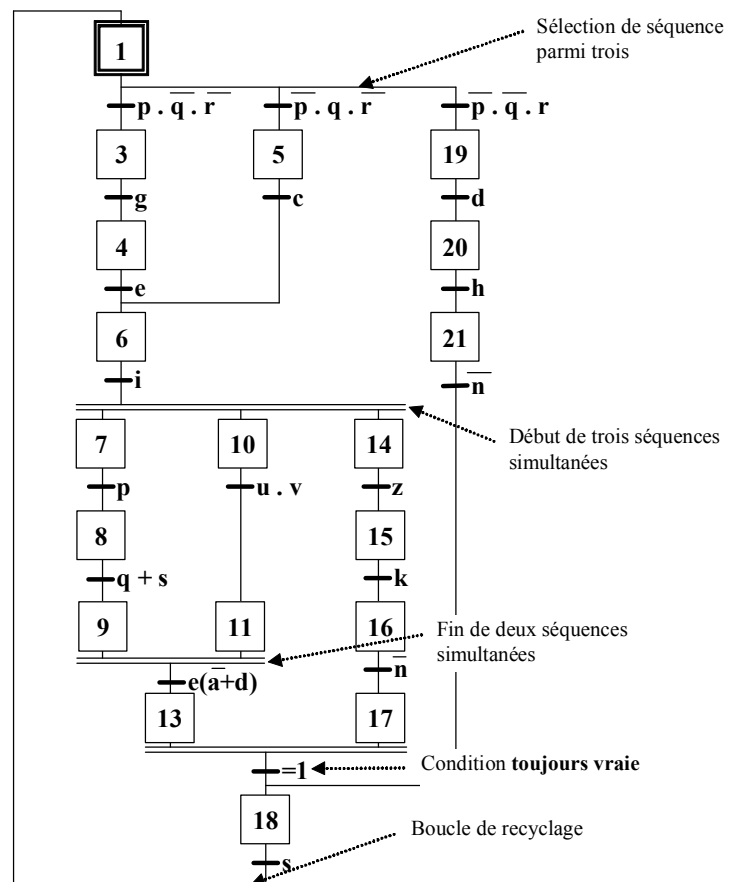 Sélection de séquence
parmi trois
1
p . q̅ . r̅
p̅ . q . r̅
p̅ . q̅ . r
3
5
19
g
c
d
4
20
e
h
6
21
i
n̅
Début de trois séquences
simultanées
7
10
14
p
u . v
z
8
15
q + s
k
9
11
16
Fin de deux séquences
simultanées
e(a̅+d)
n̅
13
17
=1
Condition toujours vraie
18
Boucle de recyclage
s